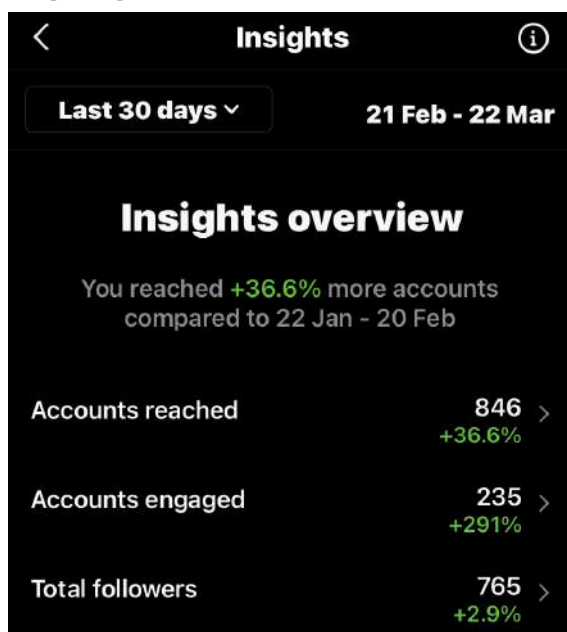 Insights
Last 30 days
21 Feb - 22 Mar
Insights overview
You reached +36.6% more accounts
compared to 22 Jan - 20 Feb
Accounts reached
846
+36.6%
Accounts engaged
235
+291%
Total followers
765
+2.9%